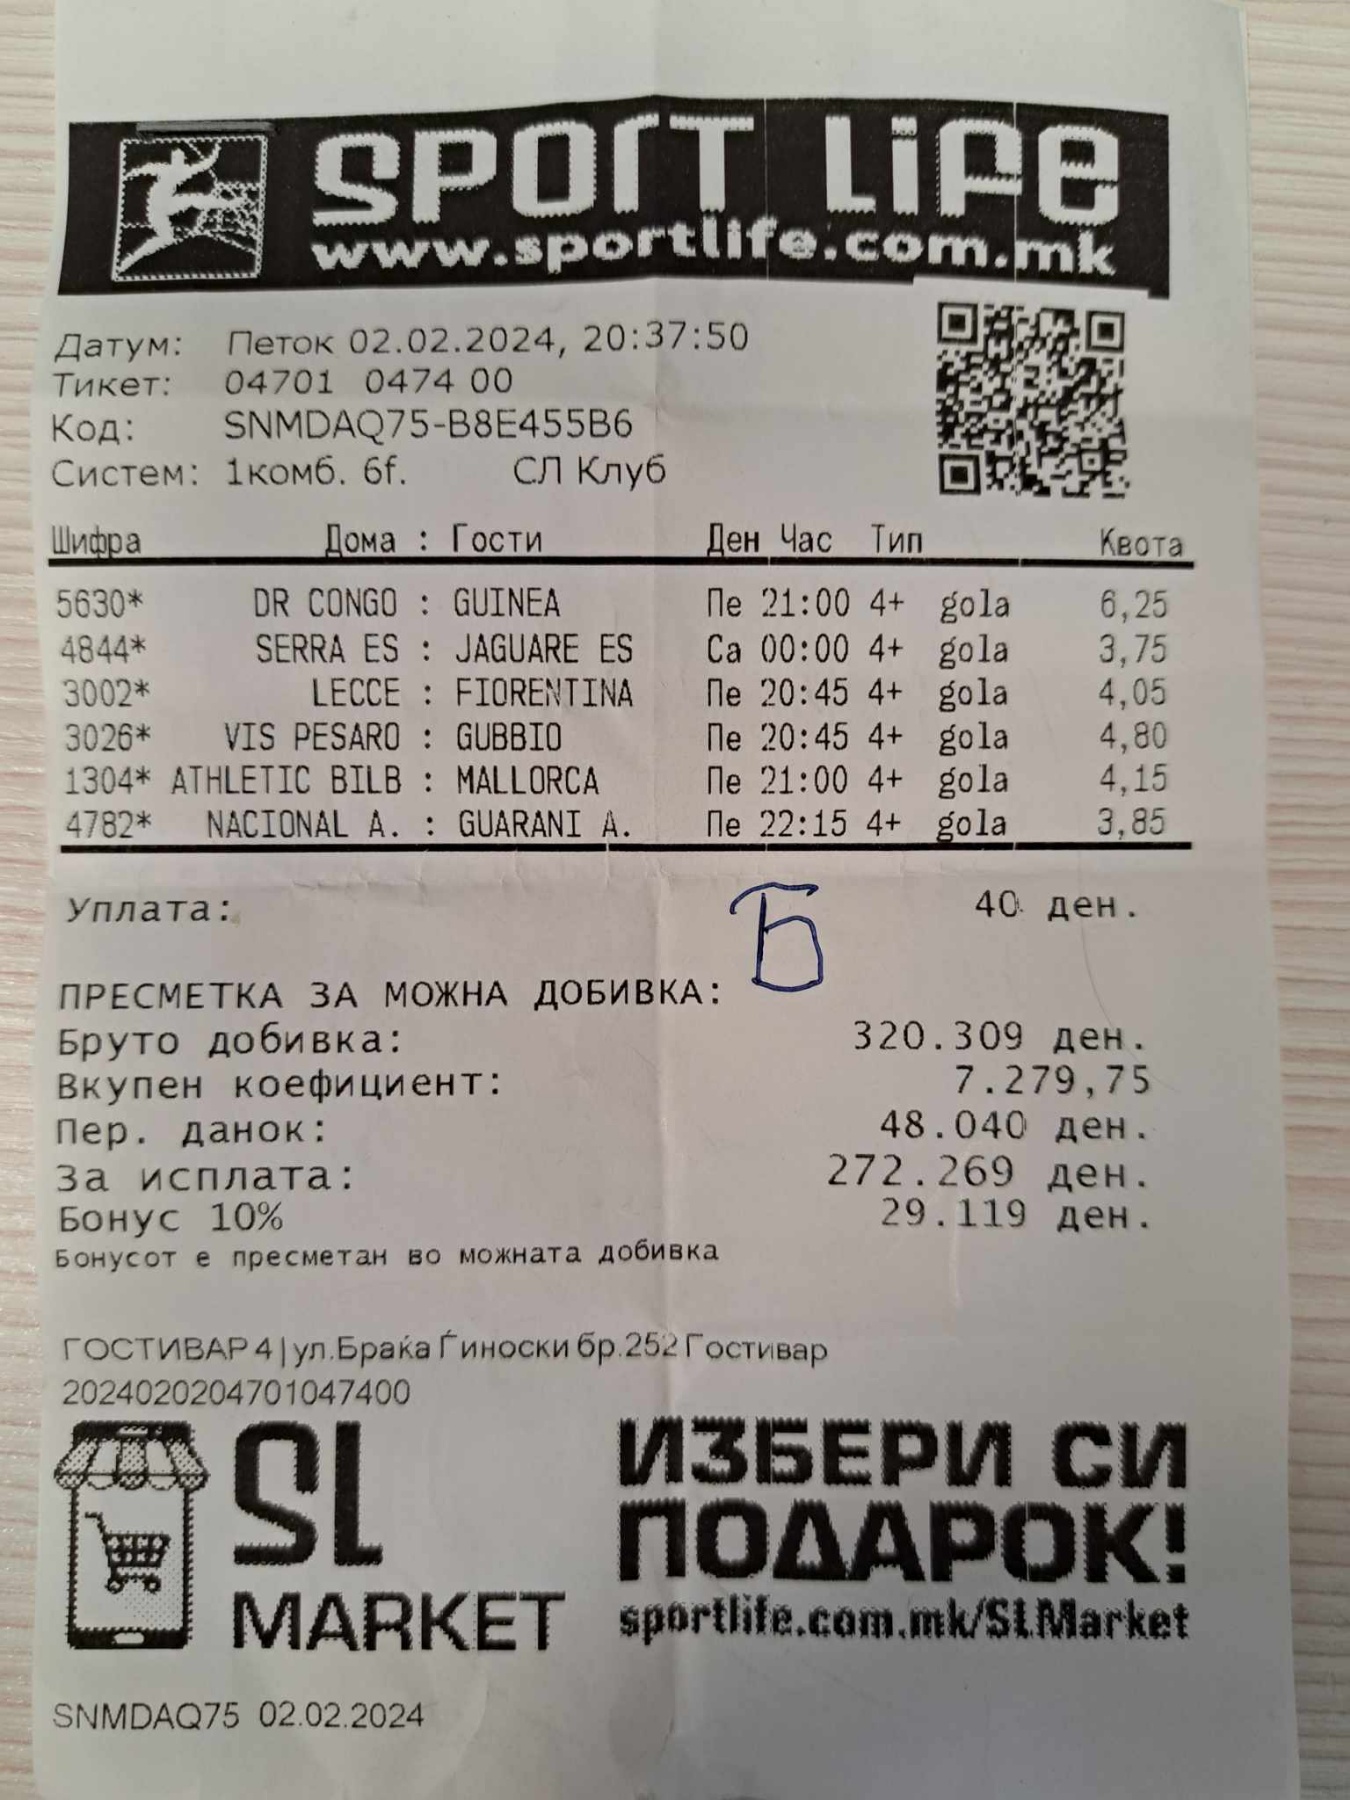 SPORT LIFE
www.sportlife.com.mk
Датум: Петок 02.02.2024, 20:37:50
Тикет: 04701 0474 00
Код: SNMDAQ75-B8E455B6
Систем: 1комб. 6f. СЛ Клуб
Шифра Дома : Гости Ден Час Тип Квота
5630* DR CONGO : GUINEA Пе 21:00 4+ gola 6,25
4844* SERRA ES : JAGUARE ES Са 00:00 4+ gola 3,75
3002* LECCE : FIORENTINA Пе 20:45 4+ gola 4,05
3026* VIS PESARO : GUBBIO Пе 20:45 4+ gola 4,80
1304* ATHLETIC BILB : MALLORCA Пе 21:00 4+ gola 4,15
4782* NACIONAL A. : GUARANI A. Пе 22:15 4+ gola 3,85
Уплата: 40 ден.
Б
ПРЕСМЕТКА ЗА МОЖНА ДОБИВКА:
Бруто добивка: 320.309 ден.
Вкупен коефициент: 7.279,75
Пер. данок: 48.040 ден.
За исплата: 272.269 ден.
Бонус 10% 29.119 ден.
Бонусот е пресметан во можната добивка
ГОСТИВАР 4|ул.Браќа Ѓиноски бр.252 Гостивар
2024020204701047400
SL
MARKET
ИЗБЕРИ СИ
ПОДАРОК!
sportlife.com.mk/SLMarket
SNMDAQ75 02.02.2024